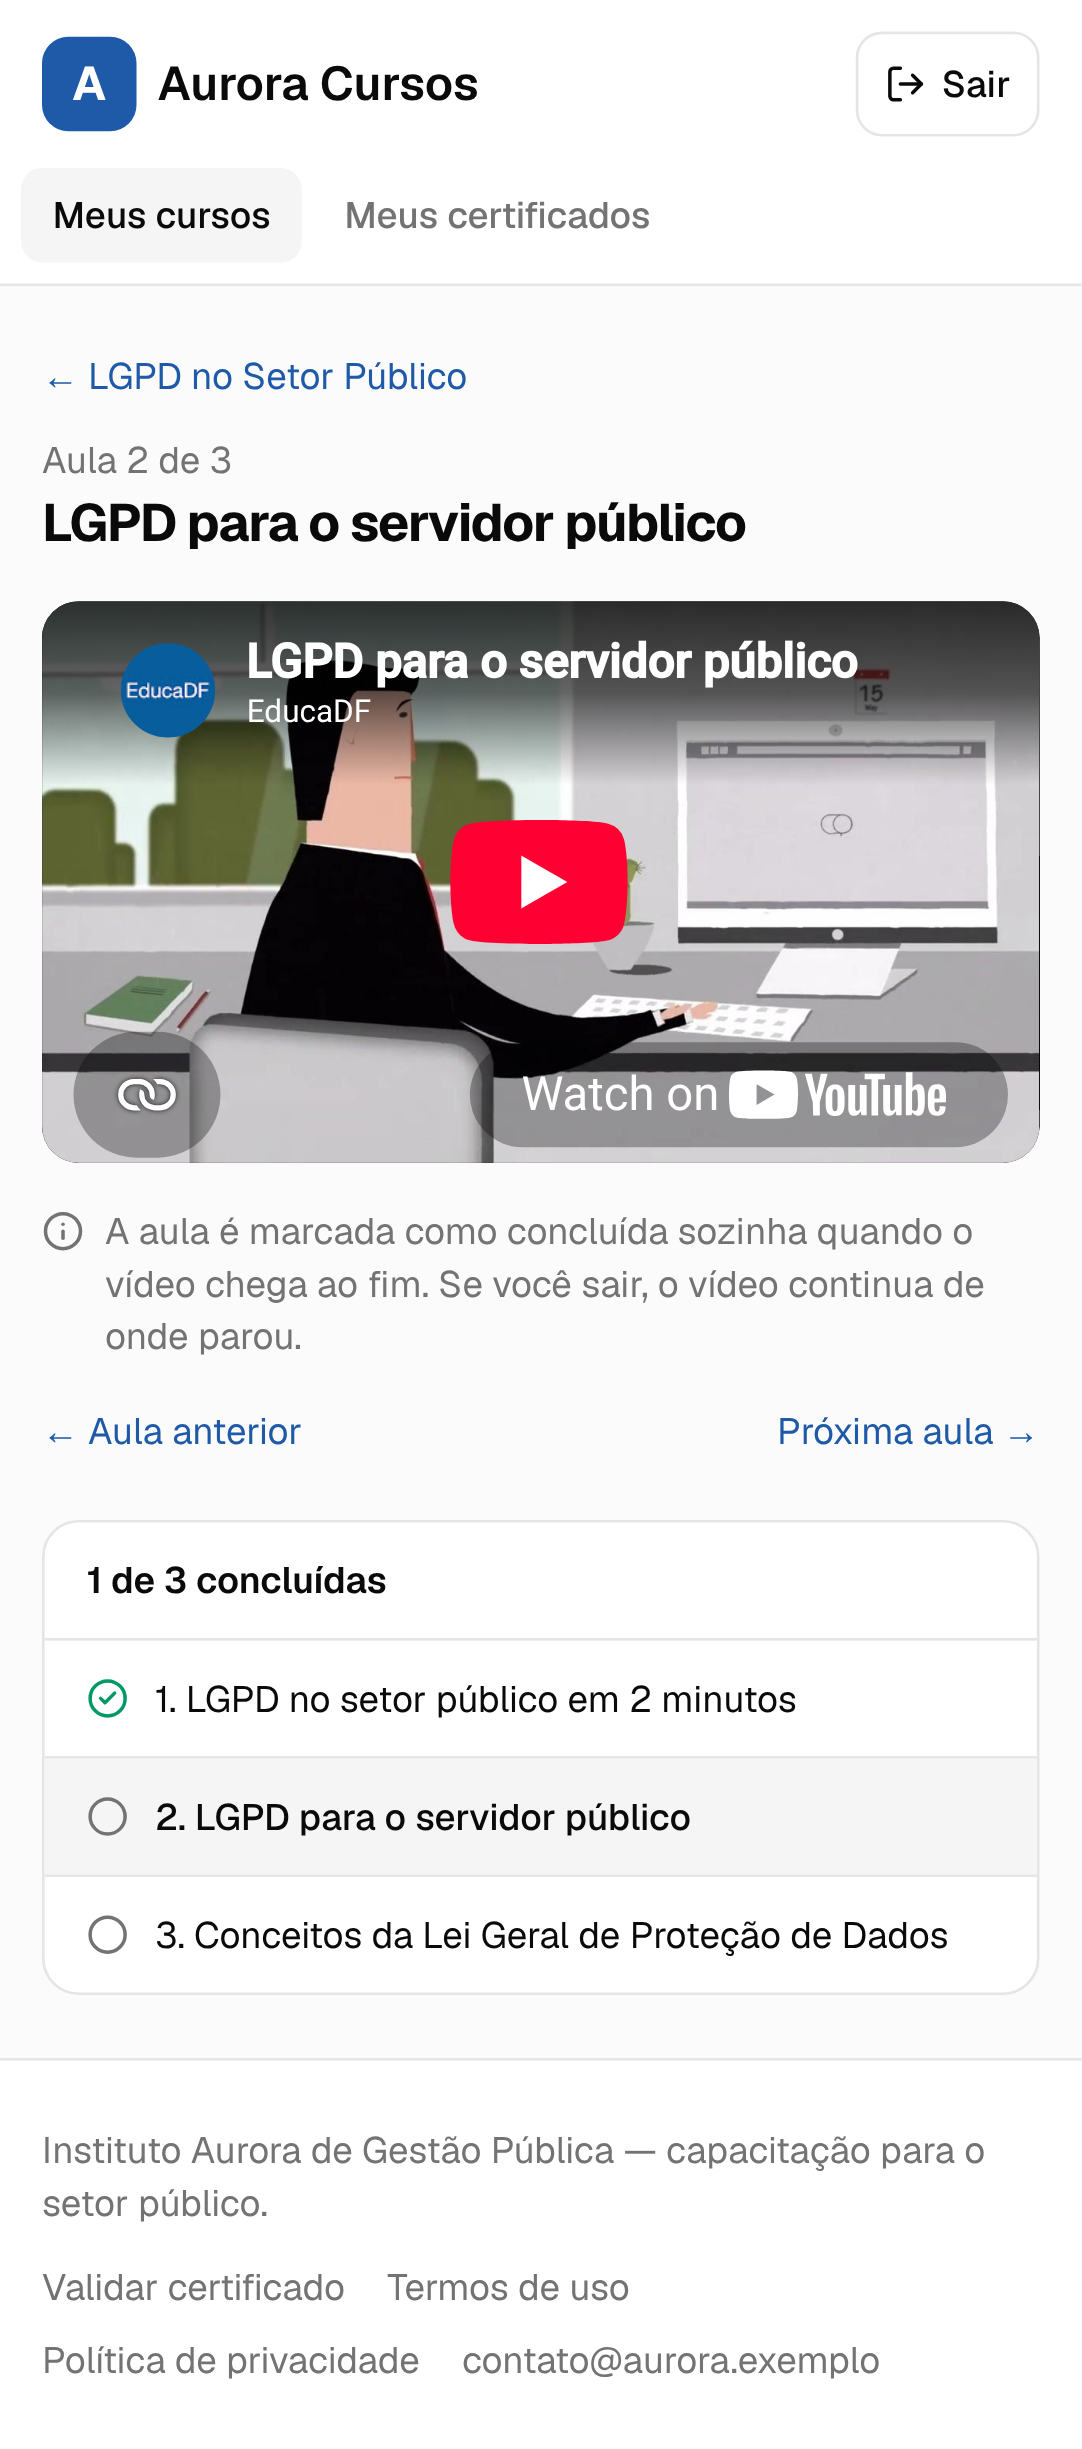 A
Aurora Cursos
Sair
Meus cursos
Meus certificados
← LGPD no Setor Público
Aula 2 de 3
LGPD para o servidor público
EducaDF
LGPD para o servidor público
EducaDF
15
May
Watch on YouTube
A aula é marcada como concluída sozinha quando o
vídeo chega ao fim. Se você sair, o vídeo continua de
onde parou.
← Aula anterior
Próxima aula →
1 de 3 concluídas
1. LGPD no setor público em 2 minutos
2. LGPD para o servidor público
3. Conceitos da Lei Geral de Proteção de Dados
Instituto Aurora de Gestão Pública — capacitação para o
setor público.
Validar certificado
Termos de uso
Política de privacidade
contato@aurora.exemplo